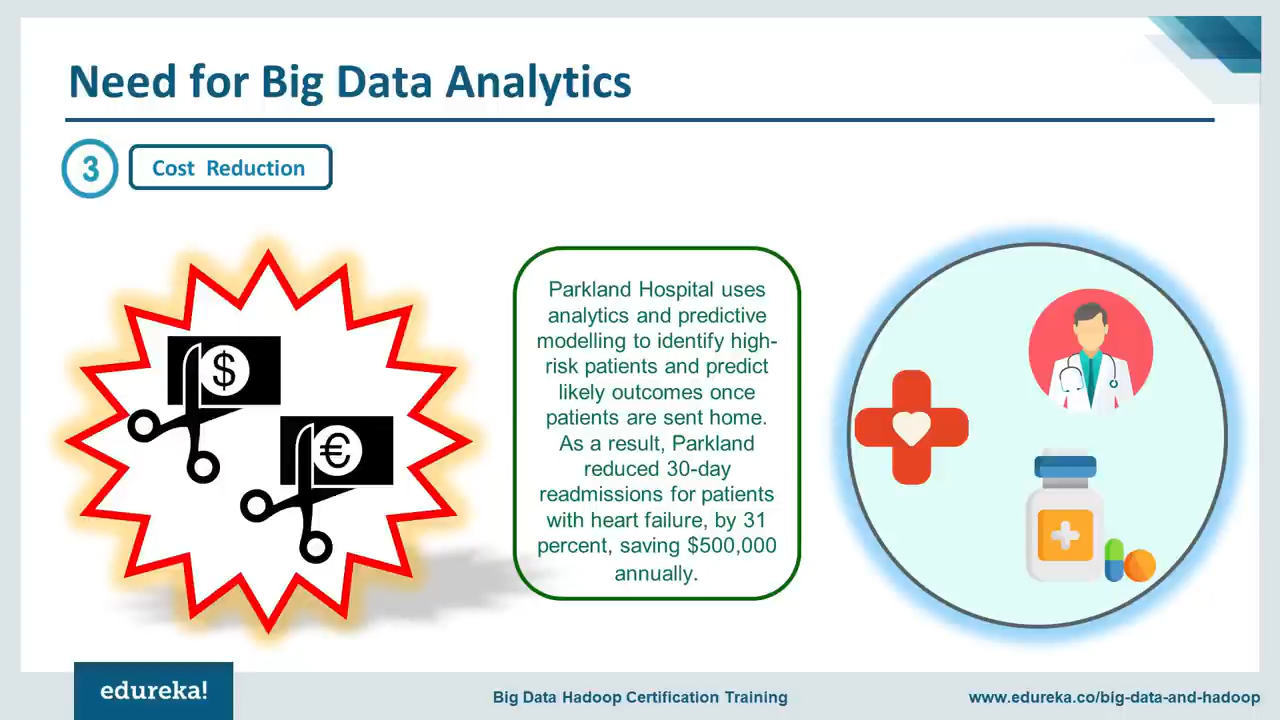 Need for Big Data Analytics
3
Cost Reduction
$
€
Parkland Hospital uses
analytics and predictive
modelling to identify high-
risk patients and predict
likely outcomes once
patients are sent home.
As a result, Parkland
reduced 30-day
readmissions for patients
with heart failure, by 31
percent, saving $500,000
annually.
edureka!
Big Data Hadoop Certification Training
www.edureka.co/big-data-and-hadoop